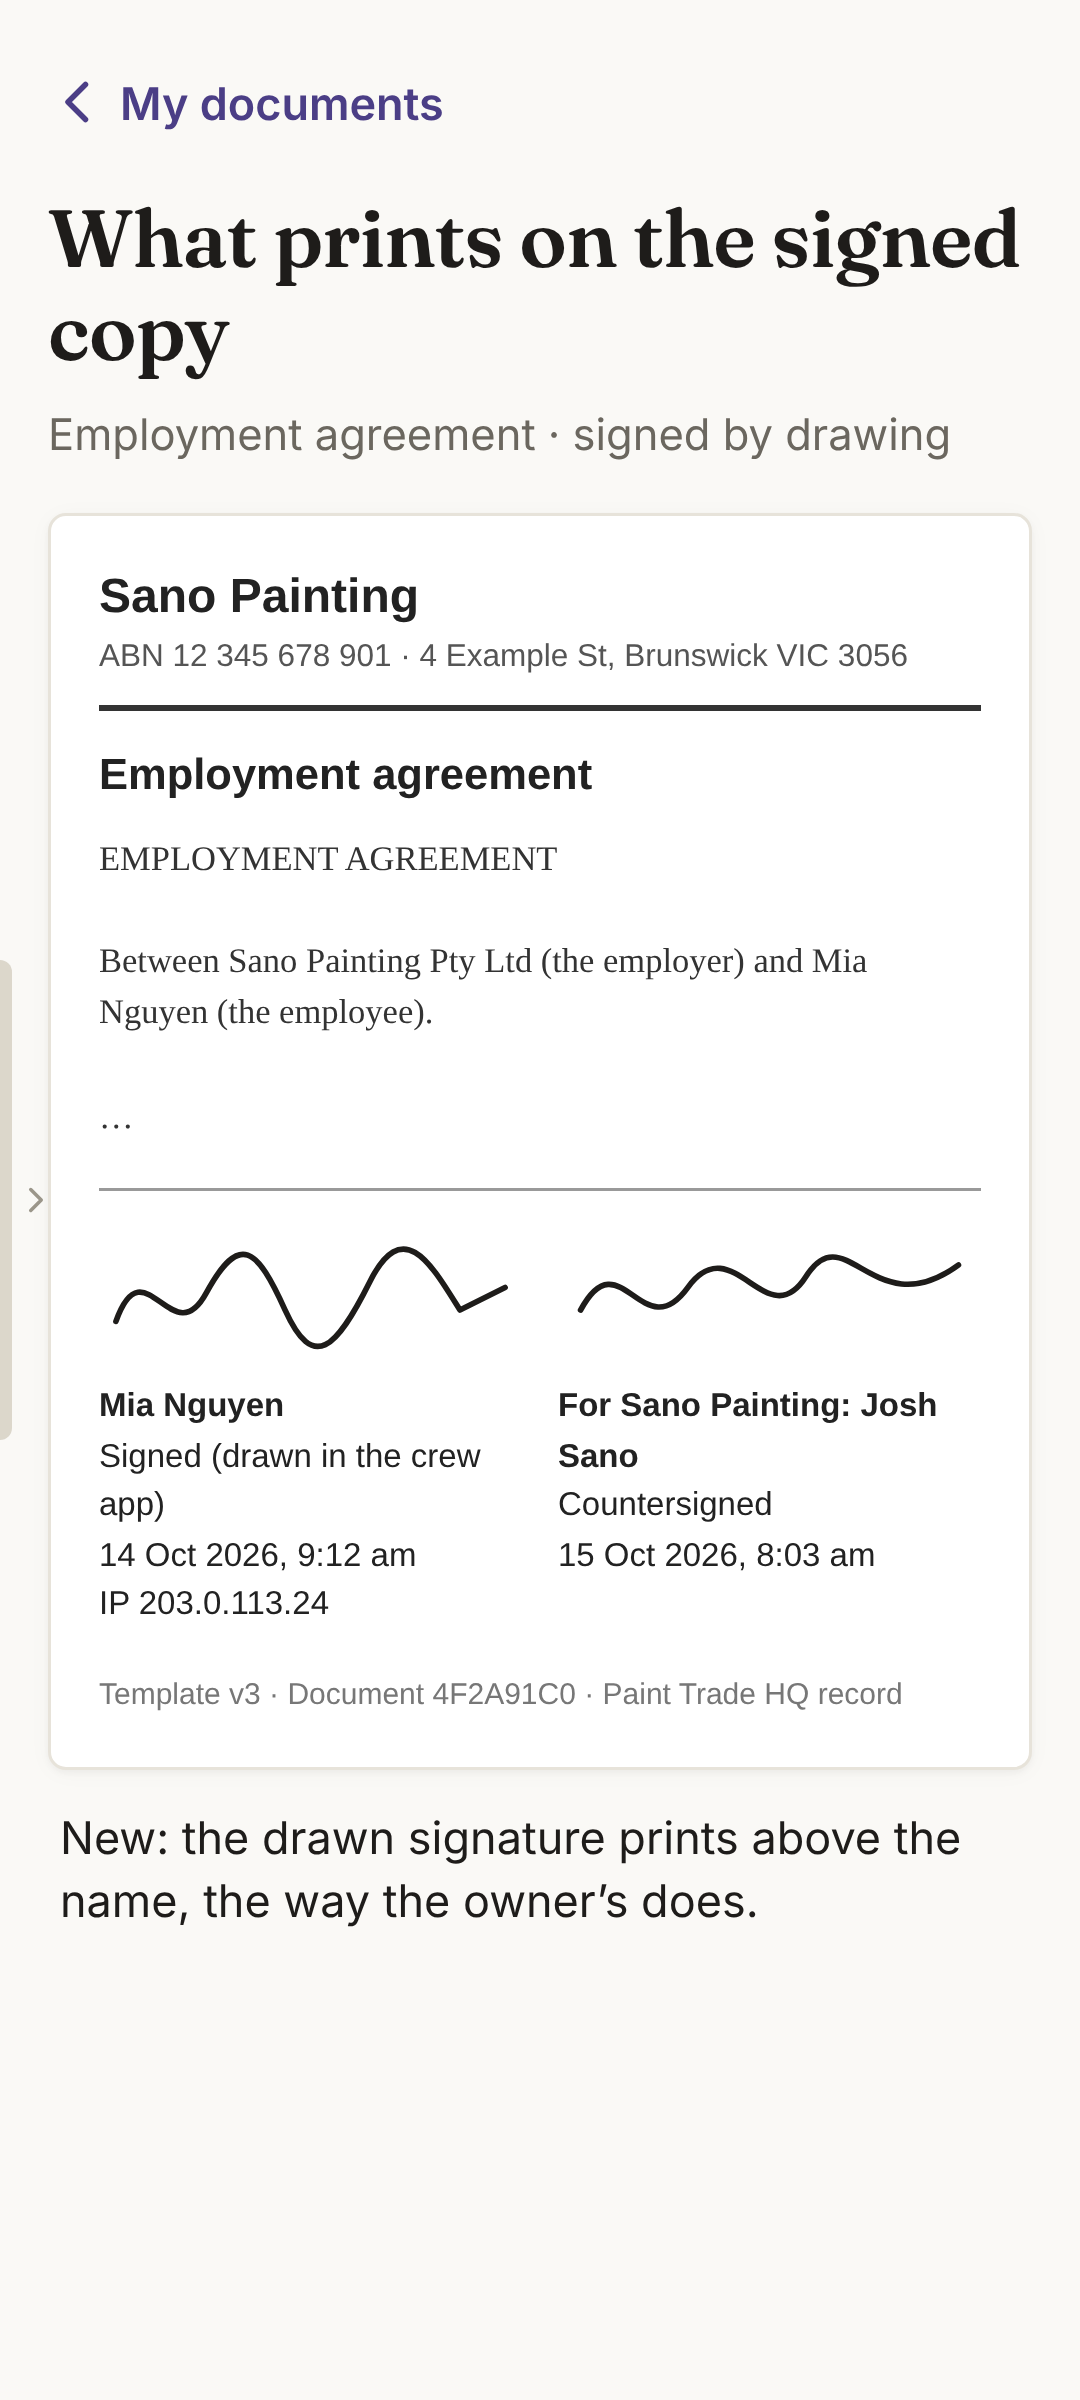 My documents
What prints on the signed
copy
Employment agreement · signed by drawing
Sano Painting
ABN 12 345 678 901 · 4 Example St, Brunswick VIC 3056
Employment agreement
EMPLOYMENT AGREEMENT
Between Sano Painting Pty Ltd (the employer) and Mia
Nguyen (the employee).
…
Mia Nguyen
Signed (drawn in the crew
app)
14 Oct 2026, 9:12 am
IP 203.0.113.24
For Sano Painting: Josh
Sano
Countersigned
15 Oct 2026, 8:03 am
Template v3 · Document 4F2A91C0 · Paint Trade HQ record
New: the drawn signature prints above the
name, the way the owner’s does.